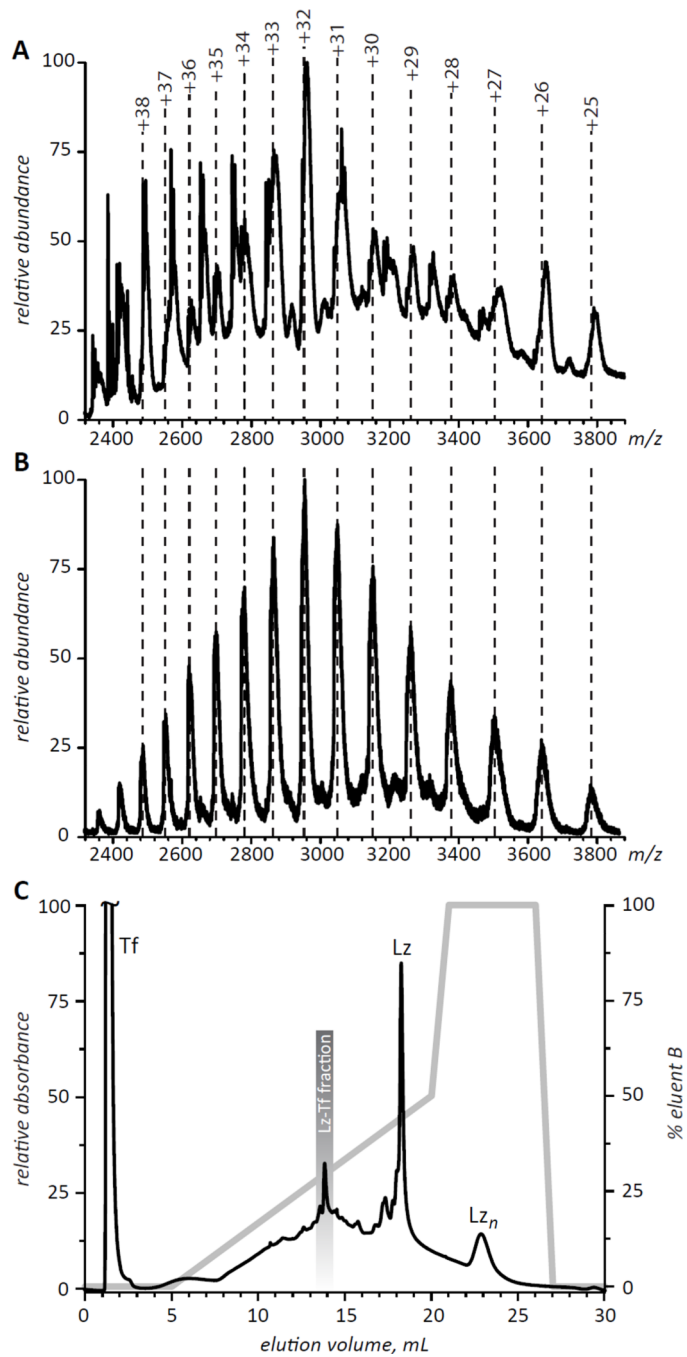 A
+38 +37 +36 +35 +34 +33 +32 +31 +30 +29 +28 +27 +26 +25
100
75
50
25
0
relative abundance
2400 2600 2800 3000 3200 3400 3600 3800 m/z
B
100
75
50
25
0
relative abundance
2400 2600 2800 3000 3200 3400 3600 3800 m/z
C
100 100
Tf Lz
75 75
50 50
25 25
0 0
relative absorbance
Lz-Tf fraction
Lzn
% eluent B
0 5 10 15 20 25 30
elution volume, mL